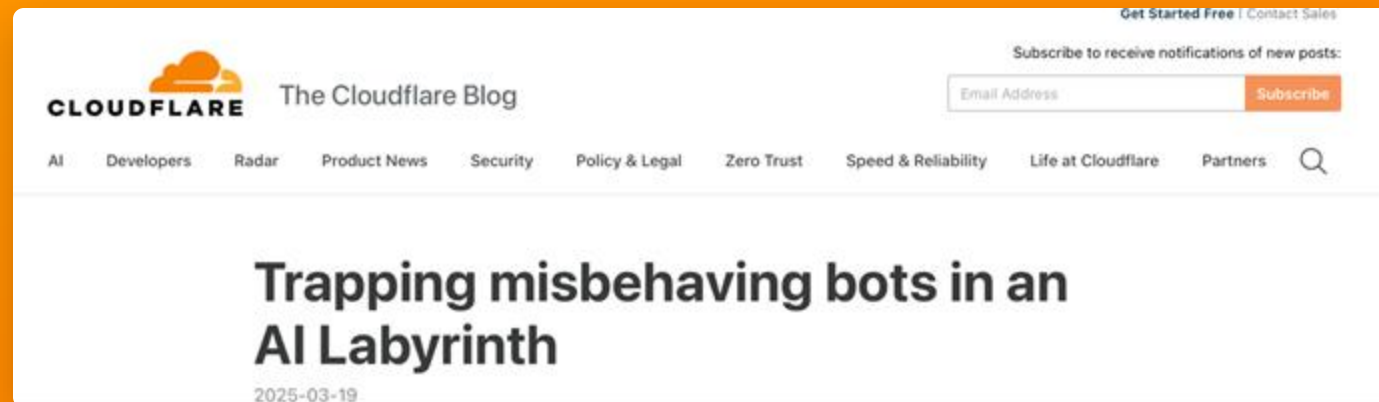 Get Started Free | Contact Sales
Subscribe to receive notifications of new posts:
CLOUDFLARE
The Cloudflare Blog
Email Address
Subscribe
AI Developers Radar Product News Security Policy & Legal Zero Trust Speed & Reliability Life at Cloudflare Partners
Trapping misbehaving bots in an
AI Labyrinth
2025-03-19